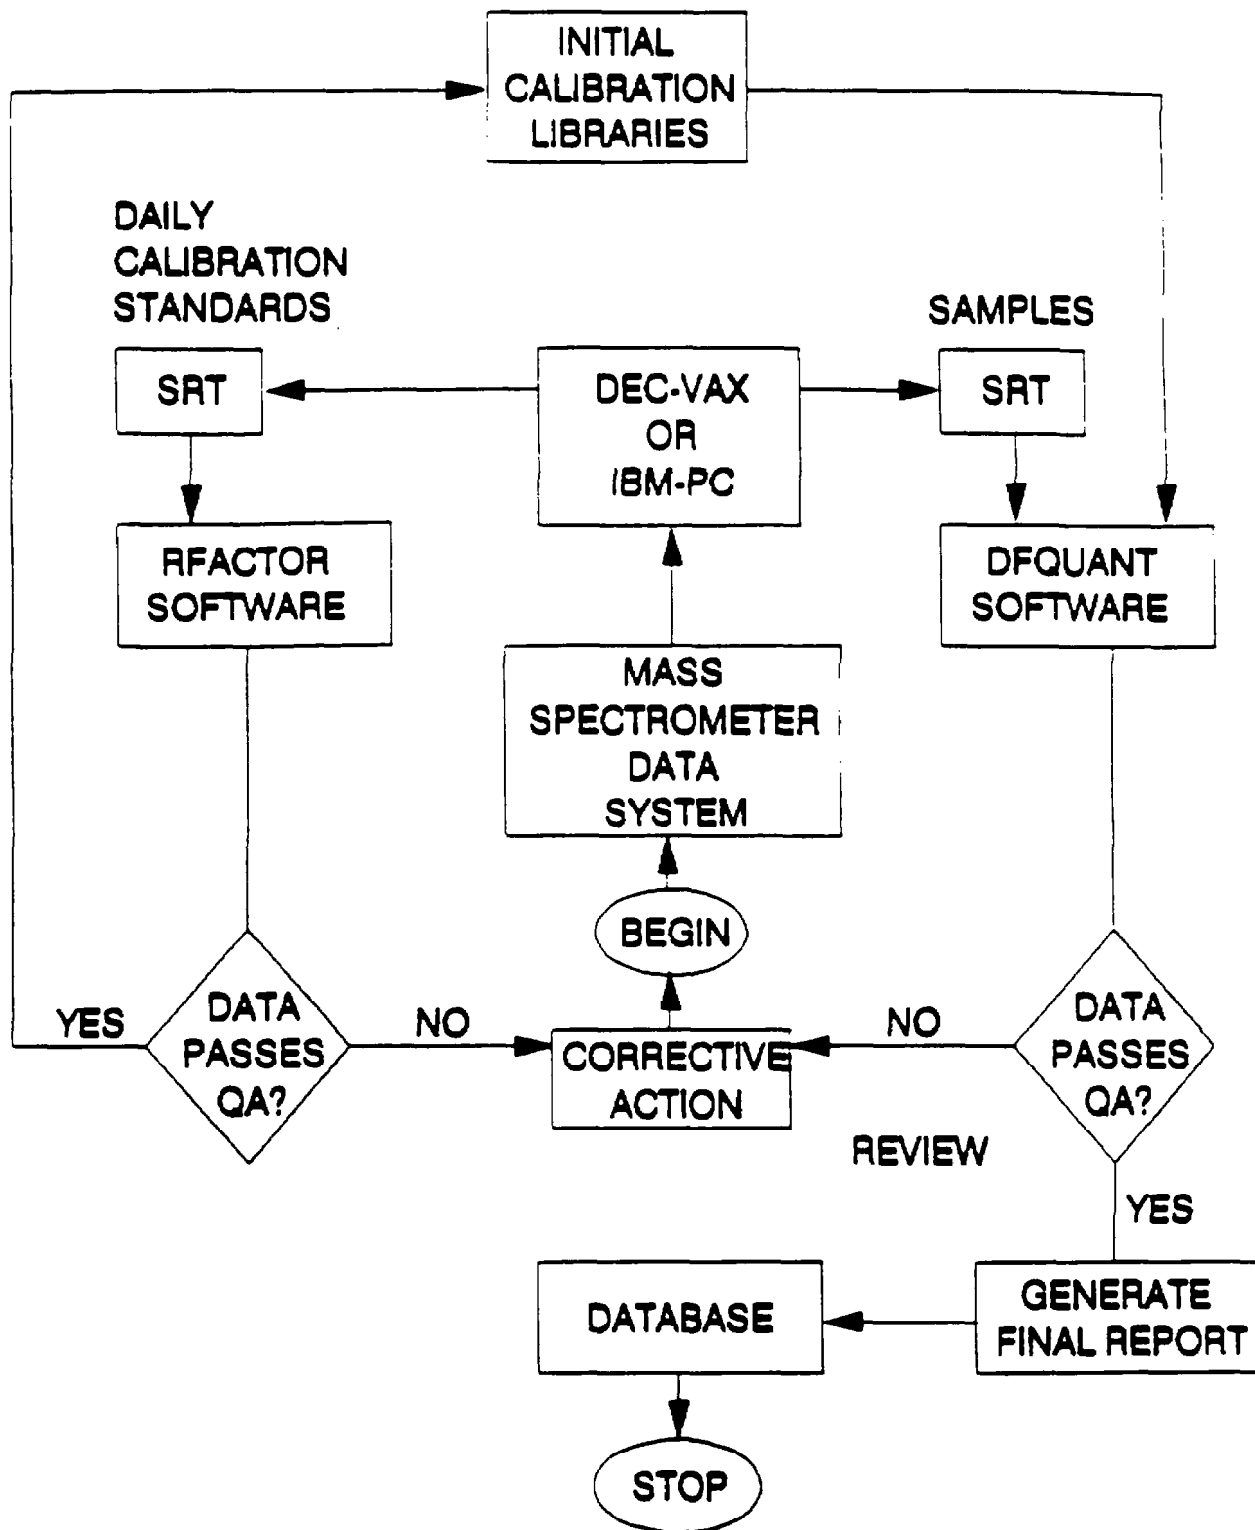 INITIAL
CALIBRATION
LIBRARIES
DAILY
CALIBRATION
STANDARDS
SAMPLES
SRT
DEC-VAX
OR
IBM-PC
SRT
RFACTOR
SOFTWARE
DFQUANT
SOFTWARE
MASS
SPECTROMETER
DATA
SYSTEM
BEGIN
YES
DATA
PASSES
QA?
NO
CORRECTIVE
ACTION
NO
DATA
PASSES
QA?
REVIEW
YES
DATABASE
GENERATE
FINAL REPORT
STOP